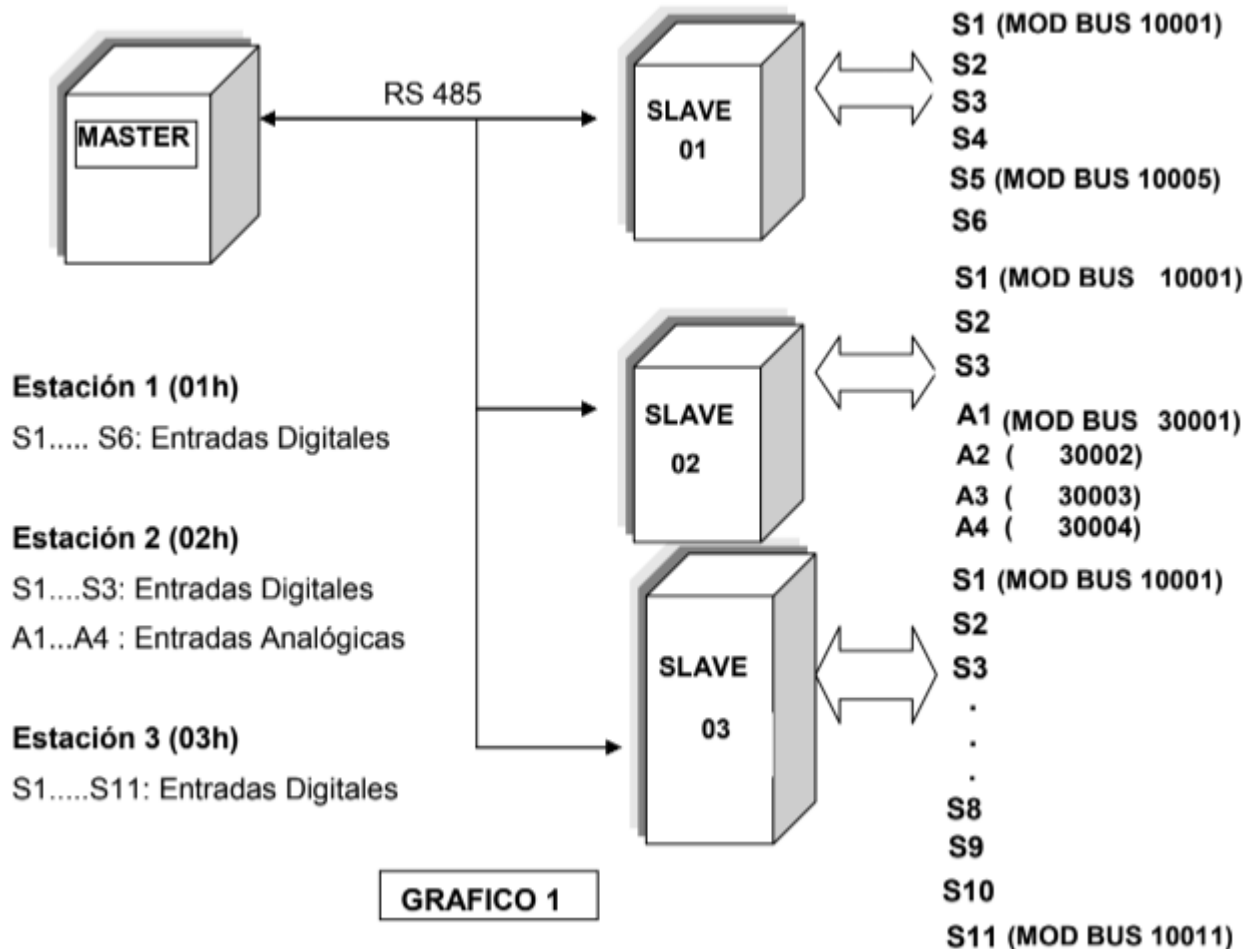 MASTER
RS 485
SLAVE
01
S1 (MOD BUS 10001)
S2
S3
S4
S5 (MOD BUS 10005)
S6
SLAVE
02
S1 (MOD BUS 10001)
S2
S3
A1 (MOD BUS 30001)
A2 ( 30002)
A3 ( 30003)
A4 ( 30004)
SLAVE
03
S1 (MOD BUS 10001)
S2
S3
.
.
.
S8
S9
S10
S11 (MOD BUS 10011)
Estación 1 (01h)
S1..... S6: Entradas Digitales
Estación 2 (02h)
S1....S3: Entradas Digitales
A1...A4 : Entradas Analógicas
Estación 3 (03h)
S1.....S11: Entradas Digitales
GRAFICO 1